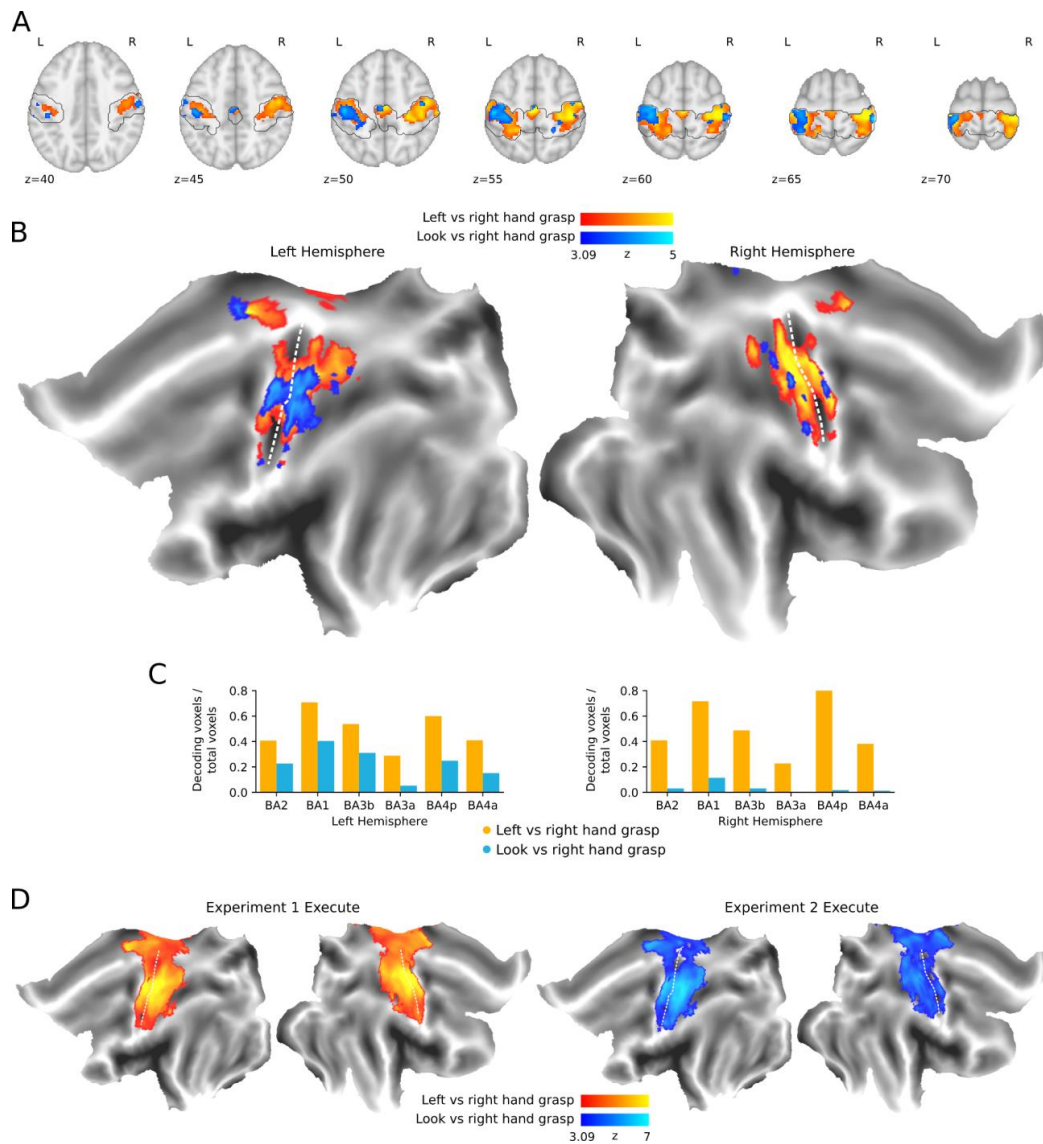 A
L R L R L R L R L R L R L R
z=40 z=45 z=50 z=55 z=60 z=65 z=70
Left vs right hand grasp
Look vs right hand grasp
3.09 z 5
B
Left Hemisphere Right Hemisphere
C
Decoding voxels /
total voxels
0.8
0.6
0.4
0.2
0.0
BA2 BA1 BA3b BA3a BA4p BA4a
Left Hemisphere
Decoding voxels /
total voxels
0.8
0.6
0.4
0.2
0.0
BA2 BA1 BA3b BA3a BA4p BA4a
Right Hemisphere
Left vs right hand grasp
Look vs right hand grasp
D
Experiment 1 Execute Experiment 2 Execute
Left vs right hand grasp
Look vs right hand grasp
3.09 z 7